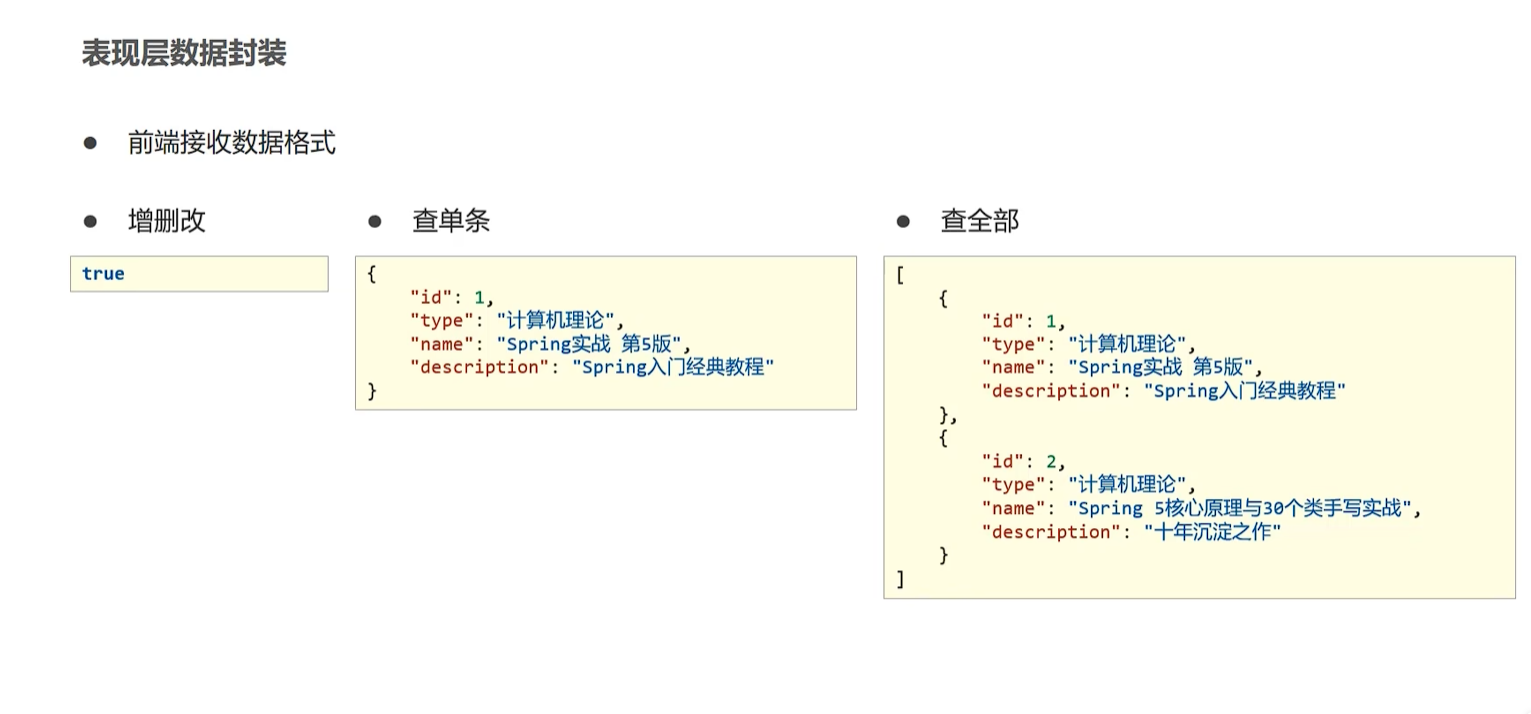 表现层数据封装
● 前端接收数据格式
● 增删改
true
● 查单条
{
    "id": 1,
    "type": "计算机理论",
    "name": "Spring实战 第5版",
    "description": "Spring入门经典教程"
}
● 查全部
[
    {
        "id": 1,
        "type": "计算机理论",
        "name": "Spring实战 第5版",
        "description": "Spring入门经典教程"
    },
    {
        "id": 2,
        "type": "计算机理论",
        "name": "Spring 5核心原理与30个类手写实战",
        "description": "十年沉淀之作"
    }
]